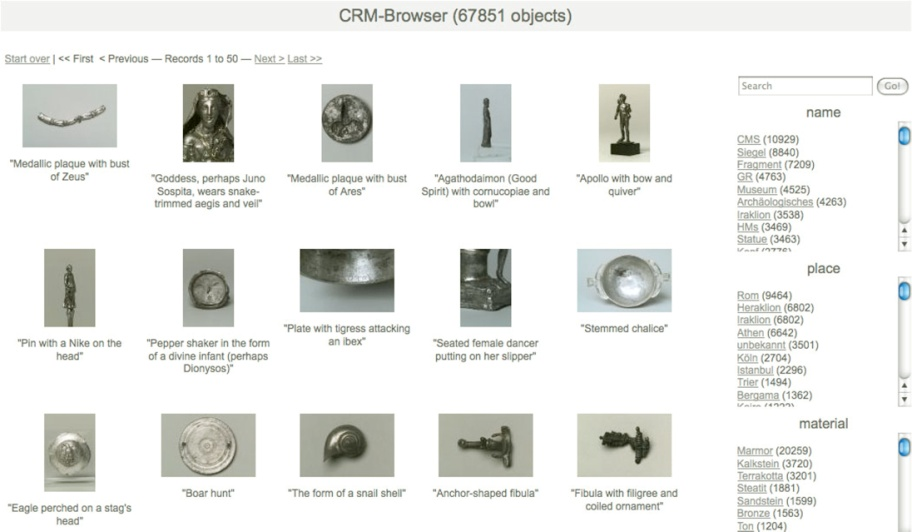 CRM-Browser (67851 objects)
Start over | << First < Previous — Records 1 to 50 — Next > Last >>
"Medallic plaque with bust
of Zeus"
"Goddess, perhaps Juno
Sospita, wears snake-
trimmed aegis and veil"
"Medallic plaque with bust
of Ares"
"Agathodaimon (Good
Spirit) with cornucopiae and
bowl"
"Apollo with bow and
quiver"
"Pin with a Nike on the
head"
"Pepper shaker in the form
of a divine infant (perhaps
Dionysos)"
"Plate with tigress attacking
an ibex"
"Seated female dancer
putting on her slipper"
"Stemmed chalice"
"Eagle perched on a stag's
head"
"Boar hunt"
"The form of a snail shell"
"Anchor-shaped fibula"
"Fibula with filigree and
coiled ornament"
Search Go!
name
CMS (10929)
Siegel (8840)
Fragment (7209)
GR (4763)
Museum (4525)
Archäologisches (4263)
Iraklion (3538)
HMs (3469)
Statue (3463)
place
Rom (9464)
Heraklion (6802)
Iraklion (6802)
Athen (6642)
unbekannt (3501)
Köln (2704)
Istanbul (2296)
Trier (1494)
Bergama (1362)
material
Marmor (20259)
Kalkstein (3720)
Terrakotta (3201)
Steatit (1881)
Sandstein (1599)
Bronze (1563)
Ton (1204)